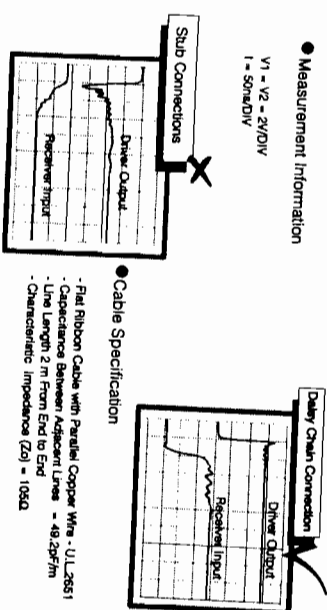 ● Measurement Information
V1 = V2 = 2V/DIV
I = 50ns/DIV
Stub Connections
Driver Output
Receiver Input
Daisy Chain Connection
Driver Output
Receiver Input
● Cable Specification
- Flat Ribbon Cable with Parallel Copper Wire - U.L.2651
- Capacitance Between Adjacent Lines = 49.2pF/m
- Line Length 2 m From End to End
- Characteristic Impedance (Zo) = 105Ω